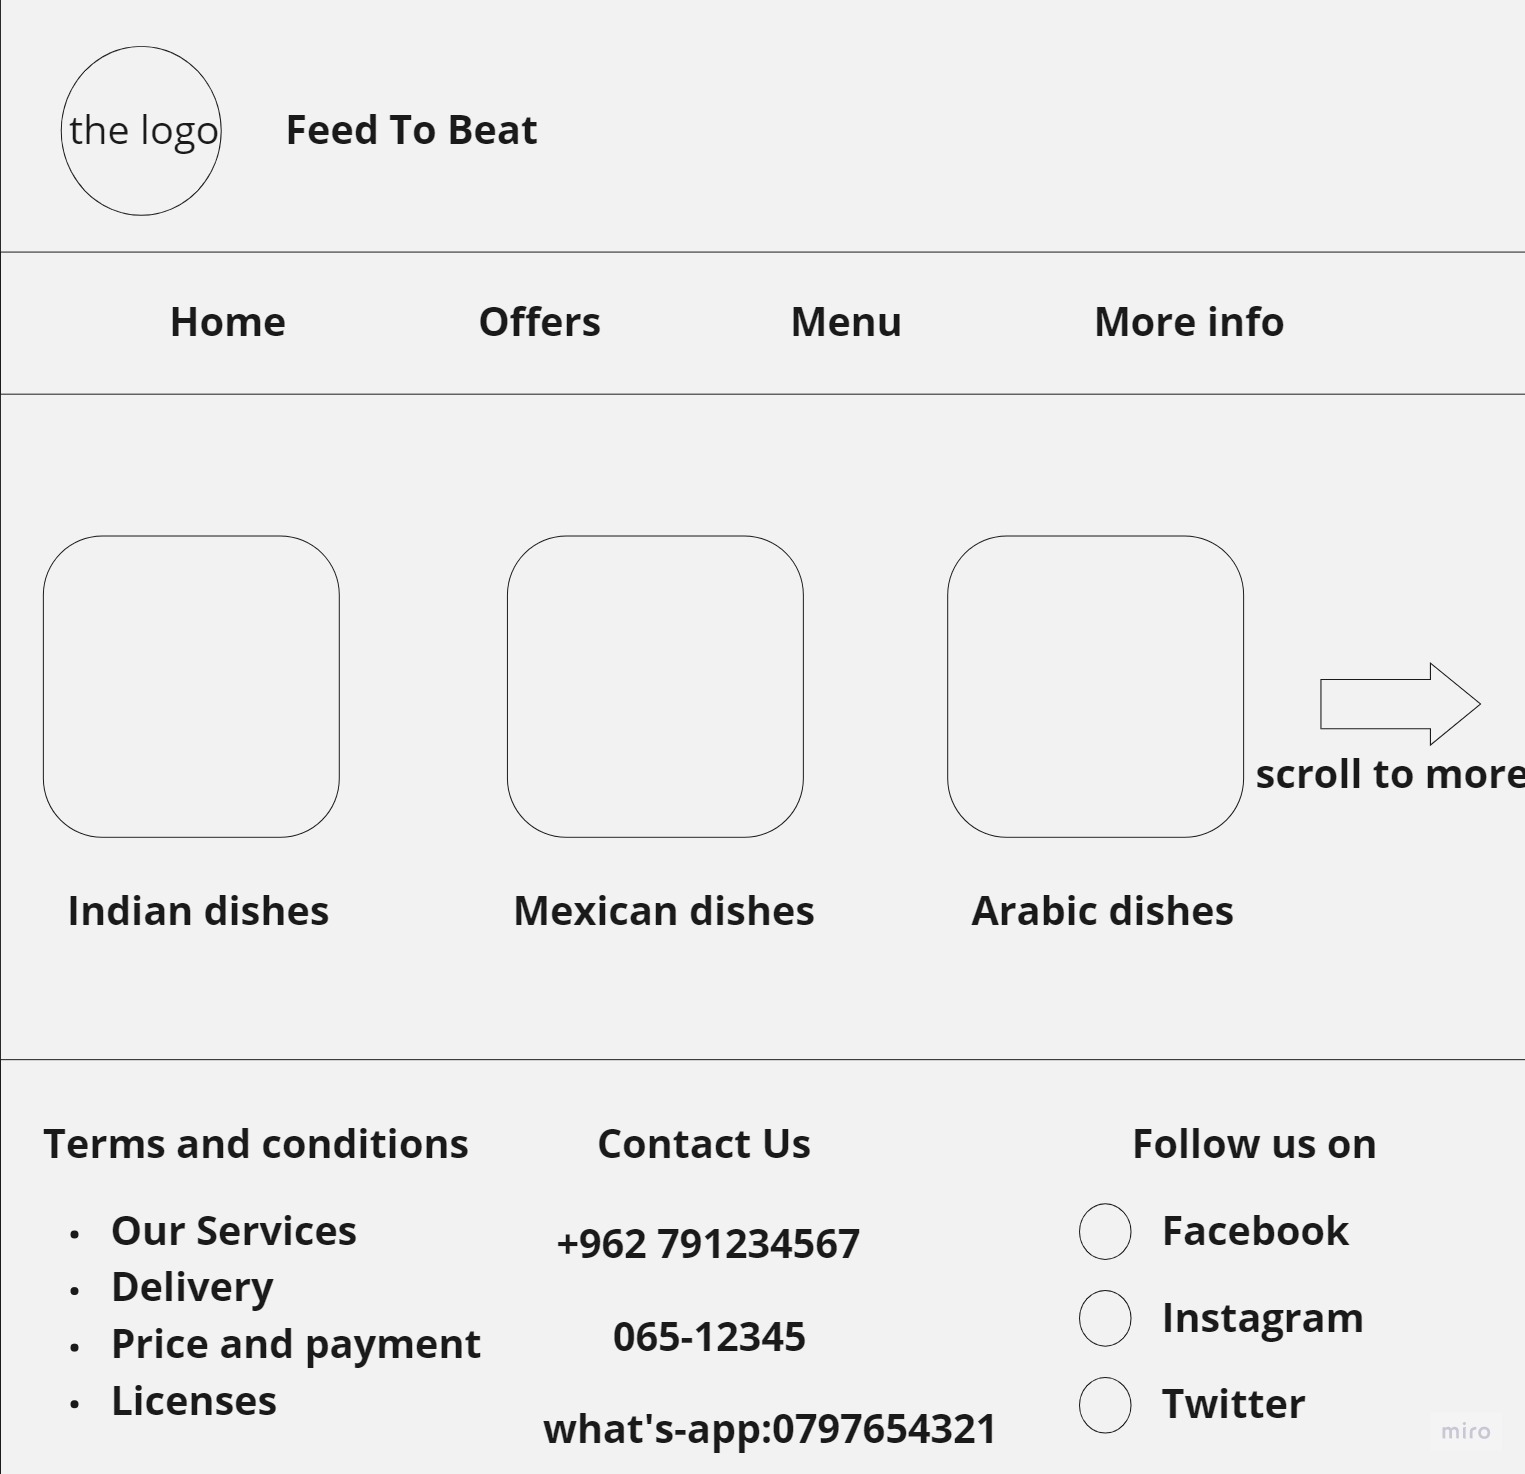 the logo
Feed To Beat
Home Offers Menu More info
scroll to more
Indian dishes Mexican dishes Arabic dishes
Terms and conditions
• Our Services
• Delivery
• Price and payment
• Licenses
Contact Us
+962 791234567
065-12345
what's-app:0797654321
Follow us on
Facebook
Instagram
Twitter
miro